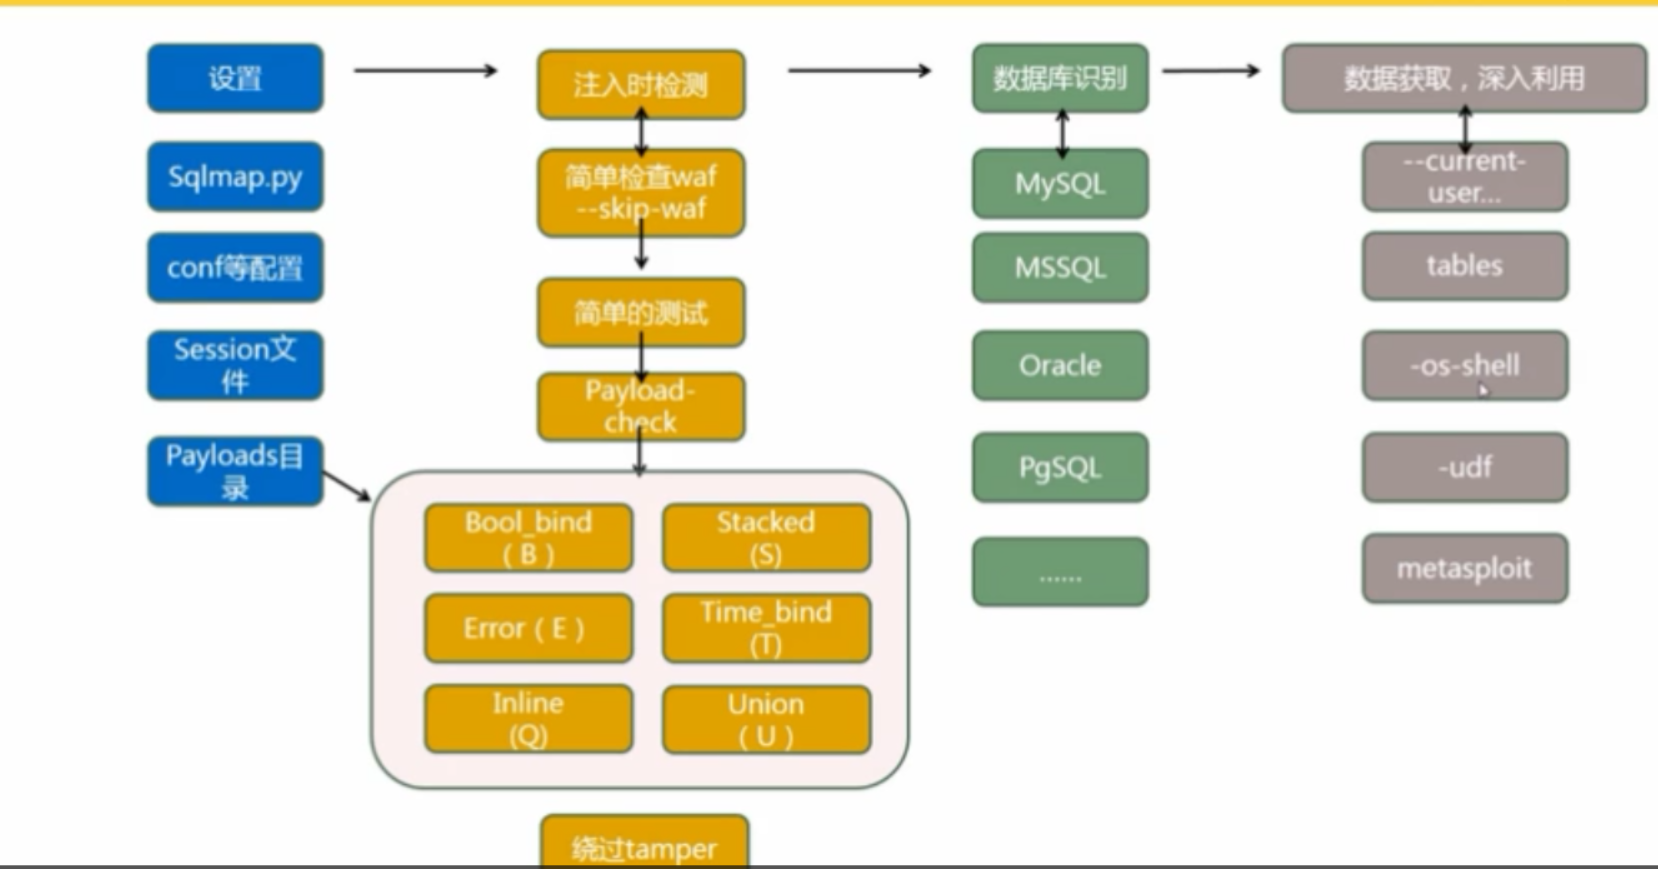 设置
Sqlmap.py
conf等配置
Session文
件
Payloads目
录
注入时检测
简单检查waf
--skip-waf
简单的测试
Payload-
check
Bool_bind
（B）
Stacked
(S)
Error（E）
Time_bind
(T)
Inline
(Q)
Union
（U）
绕过tamper
数据库识别
MySQL
MSSQL
Oracle
PgSQL
......
数据获取，深入利用
--current-
user...
tables
-os-shell
-udf
metasploit